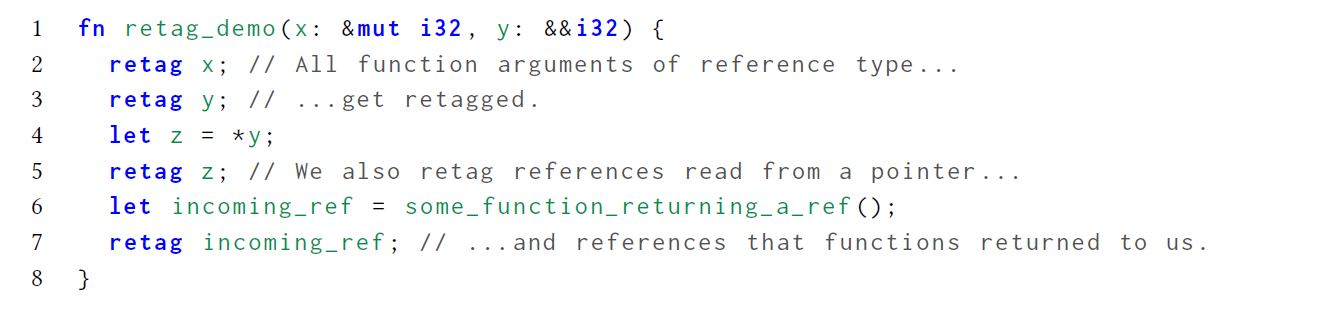 1 fn retag_demo(x: &mut i32, y: &&i32) {
2 retag x; // All function arguments of reference type...
3 retag y; // ...get retagged.
4 let z = *y;
5 retag z; // We also retag references read from a pointer...
6 let incoming_ref = some_function_returning_a_ref();
7 retag incoming_ref; // ...and references that functions returned to us.
8 }